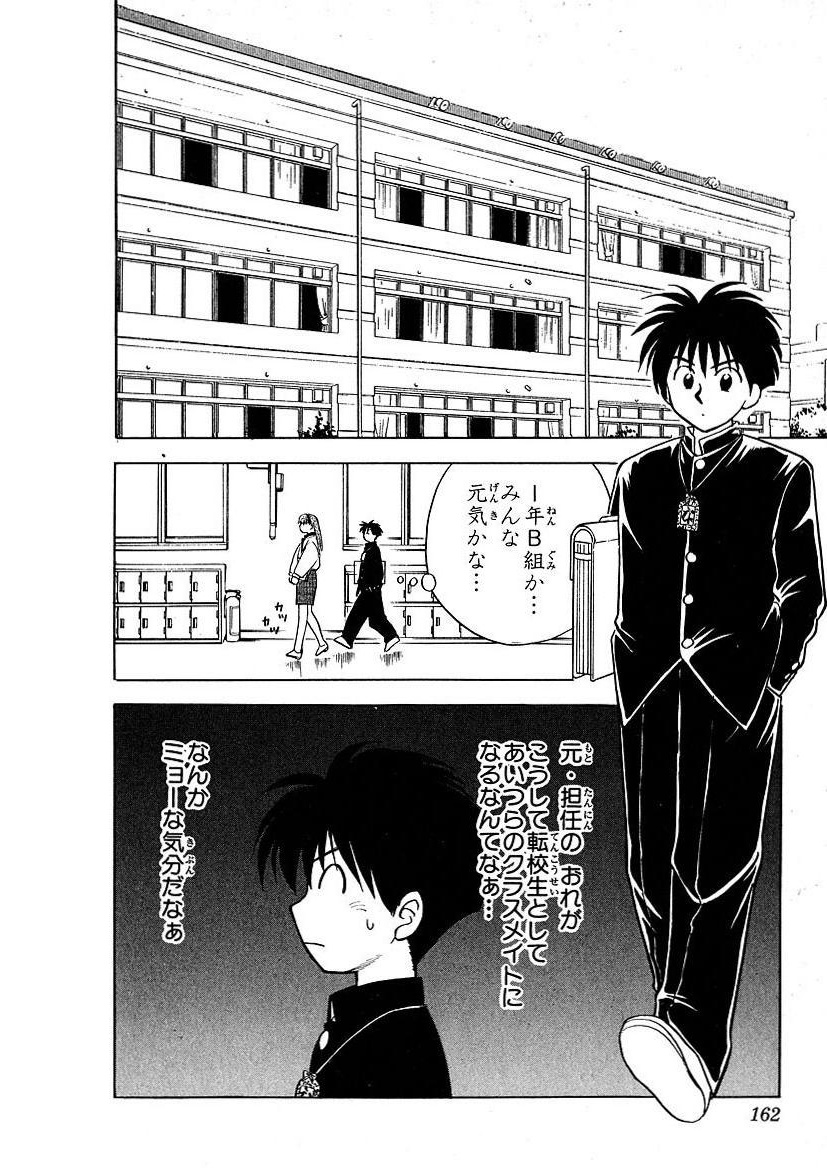 1年B組か…
みんな
元気かな…
カッ
カッ
元・担任の おれが
こうして転校生として
あいつらのクラスメイトに
なるなんてなぁ…
なんか
ミョーな気分だなぁ
162